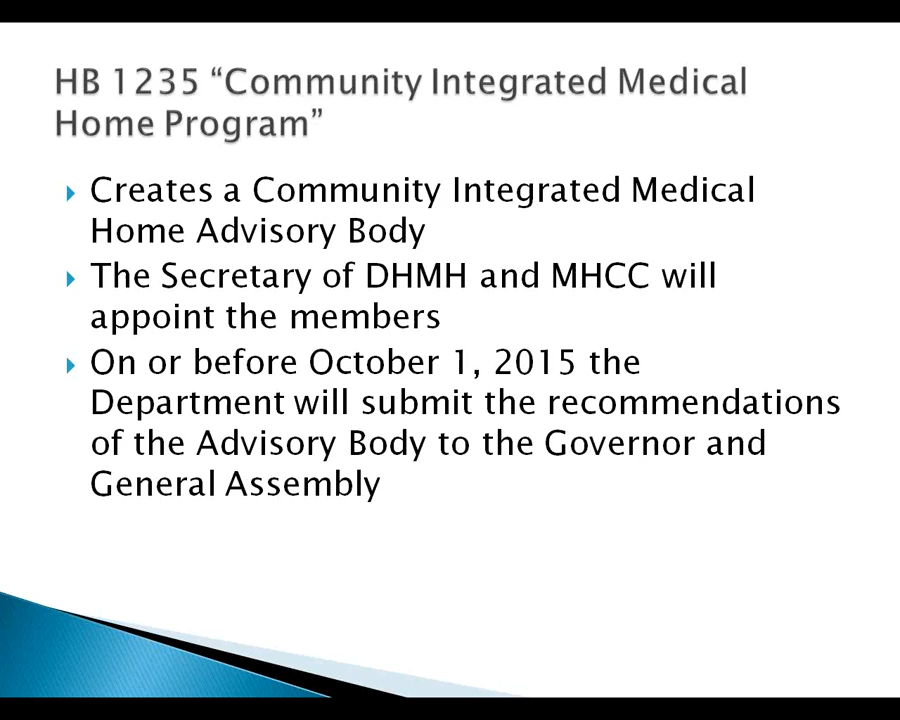 HB 1235 “Community Integrated Medical
Home Program”
Creates a Community Integrated Medical
Home Advisory Body
The Secretary of DHMH and MHCC will
appoint the members
On or before October 1, 2015 the
Department will submit the recommendations
of the Advisory Body to the Governor and
General Assembly